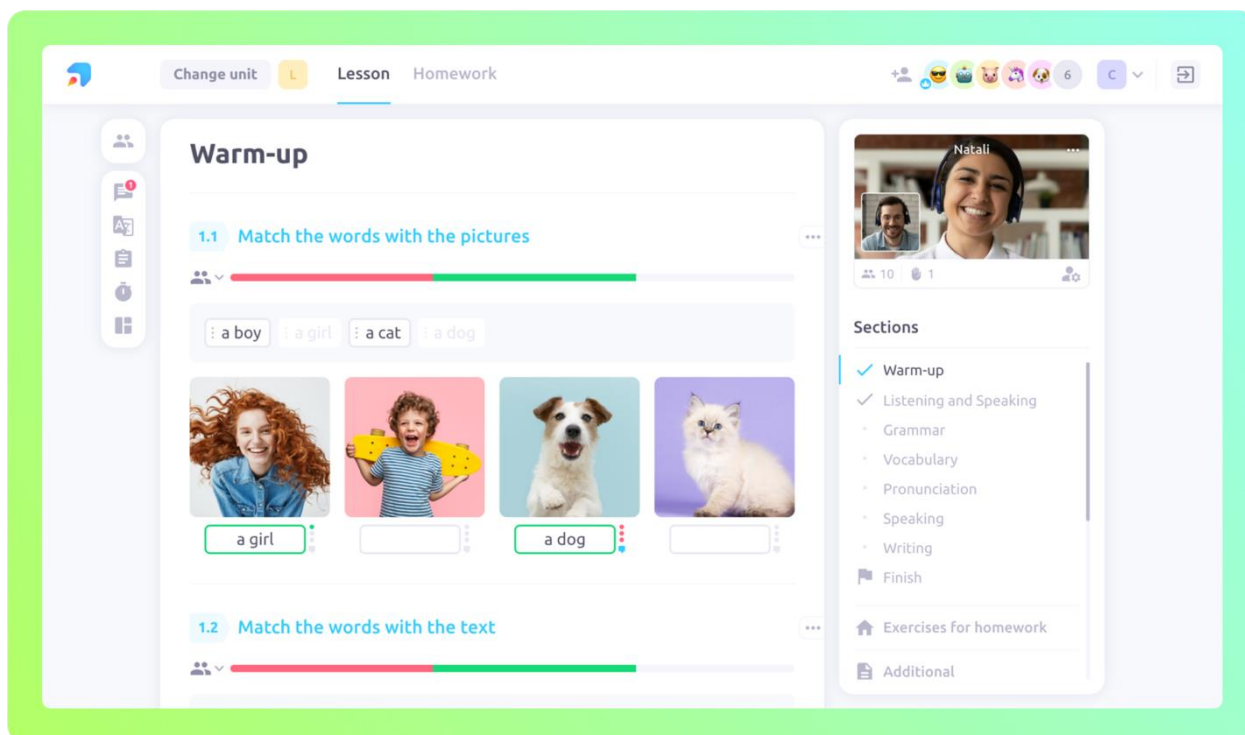 Change unit L Lesson Homework 6 C
Warm-up
1
1.1 Match the words with the pictures
a boy a girl a cat a dog
a girl a dog
1.2 Match the words with the text
Natali
10 1
Sections
Warm-up
Listening and Speaking
Grammar
Vocabulary
Pronunciation
Speaking
Writing
Finish
Exercises for homework
Additional